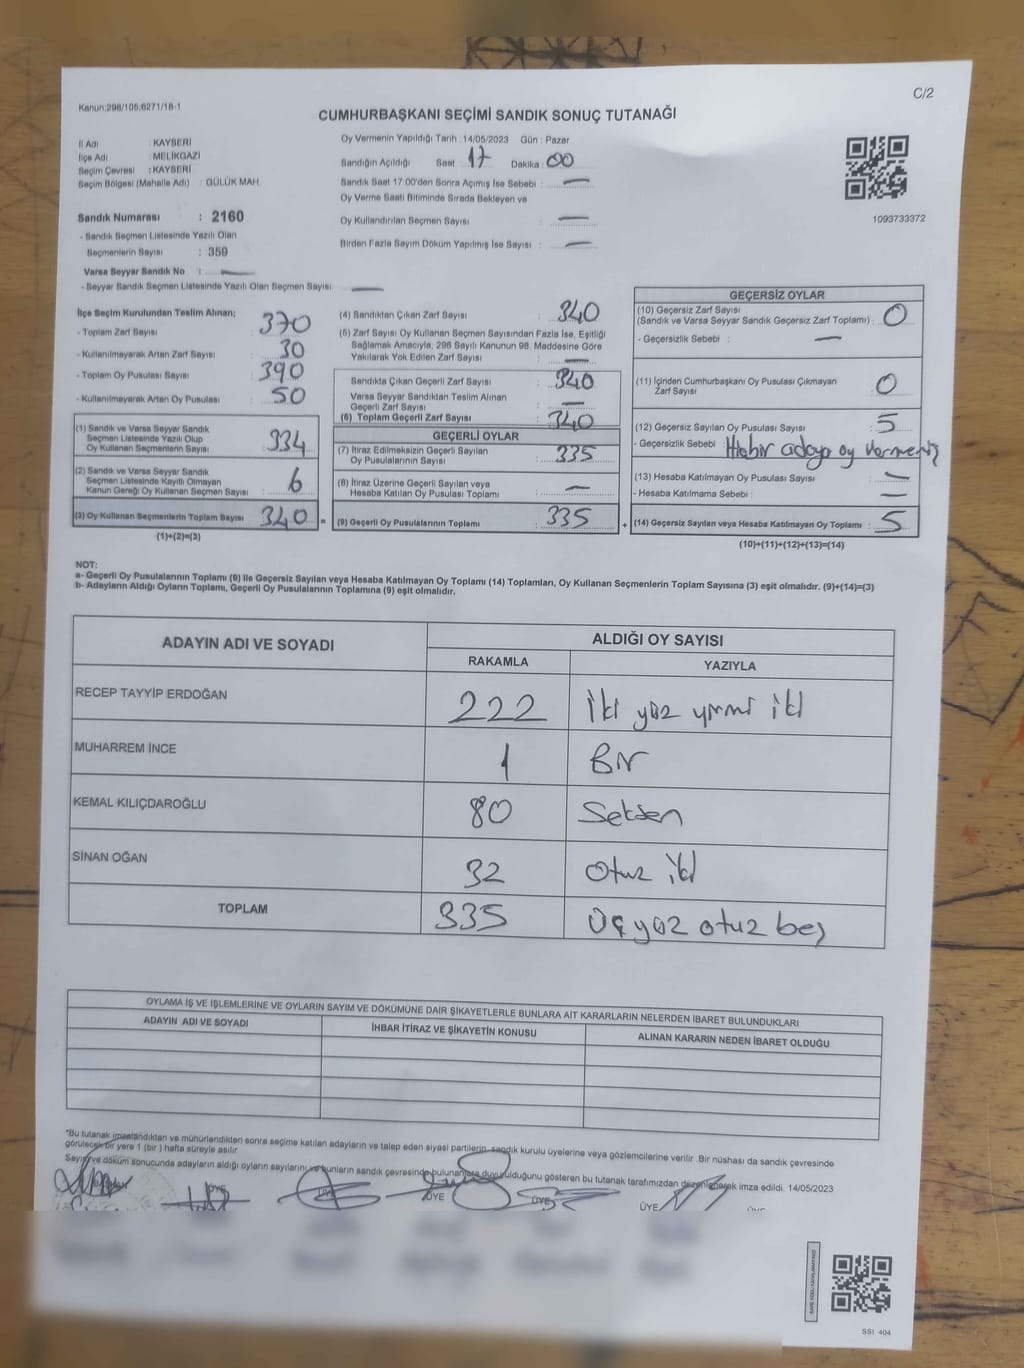 C/2
Kanun:298/105;6271/18-1
CUMHURBAŞKANI SEÇİMİ SANDIK SONUÇ TUTANAĞI
İl Adı : KAYSERİ
İlçe Adı : MELİKGAZİ
Seçim Çevresi : KAYSERİ
Seçim Bölgesi (Mahalle Adı) : GÜLÜK MAH.
Sandık Numarası : 2160
- Sandık Seçmen Listesinde Yazılı Olan
Seçmenlerin Sayısı : 359
Varsa Seyyar Sandık No :
- Seyyar Sandık Seçmen Listesinde Yazılı Olan Seçmen Sayısı
Oy Vermenin Yapıldığı Tarih : 14/05/2023 Gün : Pazar
Sandığın Açıldığı Saat 17 Dakika : 00
Sandık Saat 17:00'den Sonra Açılmış İse Sebebi :
Oy Verme Saati Bitiminde Sırada Bekleyen ve
Oy Kullandırılan Seçmen Sayısı :
Birden Fazla Sayım Döküm Yapılmış İse Sayısı :
1093733372
İlçe Seçim Kurulundan Teslim Alınan;
- Toplam Zarf Sayısı : 370
- Kullanılmayarak Artan Zarf Sayısı : 30
- Toplam Oy Pusulası Sayısı : 390
- Kullanılmayarak Artan Oy Pusulası : 50
(1) Sandık ve Varsa Seyyar Sandık
Seçmen Listesinde Yazılı Olup
Oy Kullanan Seçmenlerin Sayısı : 334
(2) Sandık ve Varsa Seyyar Sandık
Seçmen Listesinde Kayıtlı Olmayan
Kanun Gereği Oy Kullanan Seçmen Sayısı : 6
(3) Oy Kullanan Seçmenlerin Toplam Sayısı : 340 =
(1)+(2)=(3)
(4) Sandıktan Çıkan Zarf Sayısı : 340
(5) Zarf Sayısı Oy Kullanan Seçmen Sayısından Fazla İse, Eşitliği
Sağlamak Amacıyla, 298 Sayılı Kanunun 98. Maddesine Göre
Yakılarak Yok Edilen Zarf Sayısı :
Sandıkta Çıkan Geçerli Zarf Sayısı : 340
Varsa Seyyar Sandıktan Teslim Alınan
Geçerli Zarf Sayısı :
(6) Toplam Geçerli Zarf Sayısı : 340
GEÇERLİ OYLAR
(7) İtiraz Edilmeksizin Geçerli Sayılan
Oy Pusulalarının Sayısı : 335
(8) İtiraz Üzerine Geçerli Sayılan veya
Hesaba Katılan Oy Pusulası Toplamı :
(9) Geçerli Oy Pusulalarının Toplamı : 335 +
GEÇERSİZ OYLAR
(10) Geçersiz Zarf Sayısı
(Sandık ve Varsa Seyyar Sandık Geçersiz Zarf Toplamı) : 0
- Geçersizlik Sebebi :
(11) İçinden Cumhurbaşkanı Oy Pusulası Çıkmayan
Zarf Sayısı : 0
(12) Geçersiz Sayılan Oy Pusulası Sayısı : 5
- Geçersizlik Sebebi : adaya oy
(13) Hesaba Katılmayan Oy Pusulası Sayısı :
- Hesaba Katılmama Sebebi :
(14) Geçersiz Sayılan veya Hesaba Katılmayan Oy Toplamı : 5
(10)+(11)+(12)+(13)=(14)
NOT:
a- Geçerli Oy Pusulalarının Toplamı (9) ile Geçersiz Sayılan veya Hesaba Katılmayan Oy Toplamı (14) Toplamları, Oy Kullanan Seçmenlerin Toplam Sayısına (3) eşit olmalıdır. (9)+(14)=(3)
b- Adayların Aldığı Oyların Toplamı, Geçerli Oy Pusulalarının Toplamına (9) eşit olmalıdır.
ADAYIN ADI VE SOYADI
ALDIĞI OY SAYISI
RAKAMLA YAZIYLA
RECEP TAYYİP ERDOĞAN 222 İki yüz yirmi iki
MUHARREM İNCE 1 Bir
KEMAL KILIÇDAROĞLU 80 Seksen
SİNAN OĞAN 32 Otuz iki
TOPLAM 335 Üç yüz otuz beş
OYLAMA İŞ VE İŞLEMLERİNE VE OYLARIN SAYIM VE DÖKÜMÜNE DAİR ŞİKAYETLERLE BUNLARA AİT KARARLARIN NELERDEN İBARET BULUNDUKLARI
ADAYIN ADI VE SOYADI İHBAR İTİRAZ VE ŞİKAYETİN KONUSU ALINAN KARARIN NEDEN İBARET OLDUĞU
"Bu tutanak imzalandıktan ve mühürlendikten sonra seçime katılan adayların ve talep eden siyasi partilerin, sandık kurulu üyelerine veya gözlemcilerine verilir. Bir nüshası da sandık çevresinde
görülecek bir yere 1 (bir ) hafta süreyle asılır.
Sayım ve döküm sonucunda adayların aldığı oyların sayılarını ve bunların sandık çevresinde bulunanlara duyurulduğunu gösteren bu tutanak tarafımızdan düzenlenerek imza edildi. 14/05/2023
ÜYE ÜYE ÜYE ÜYE ÜYE
SSI 404